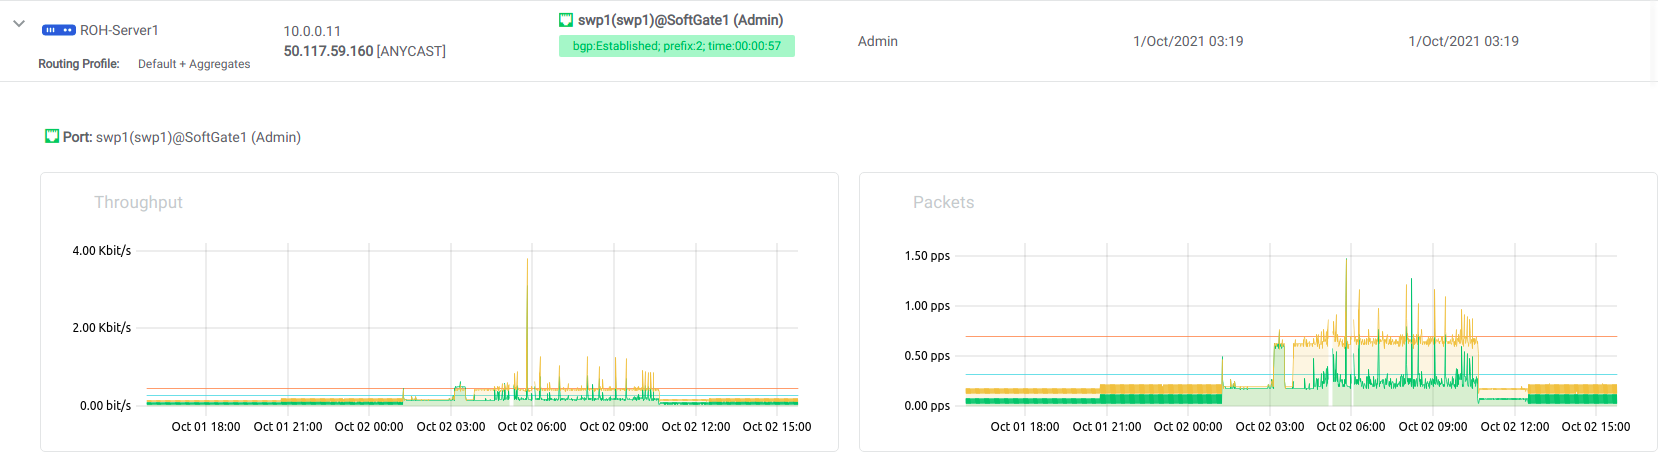 ROH-Server1
10.0.0.11
50.117.59.160 [ANYCAST]
swp1(swp1)@SoftGate1 (Admin)
bgp:Established; prefix:2; time:00:00:57
Admin
1/Oct/2021 03:19
1/Oct/2021 03:19
Routing Profile: Default + Aggregates
Port: swp1(swp1)@SoftGate1 (Admin)
Throughput
4.00 Kbit/s
2.00 Kbit/s
0.00 bit/s
Oct 01 18:00 Oct 01 21:00 Oct 02 00:00 Oct 02 03:00 Oct 02 06:00 Oct 02 09:00 Oct 02 12:00 Oct 02 15:00
Packets
1.50 pps
1.00 pps
0.50 pps
0.00 pps
Oct 01 18:00 Oct 01 21:00 Oct 02 00:00 Oct 02 03:00 Oct 02 06:00 Oct 02 09:00 Oct 02 12:00 Oct 02 15:00